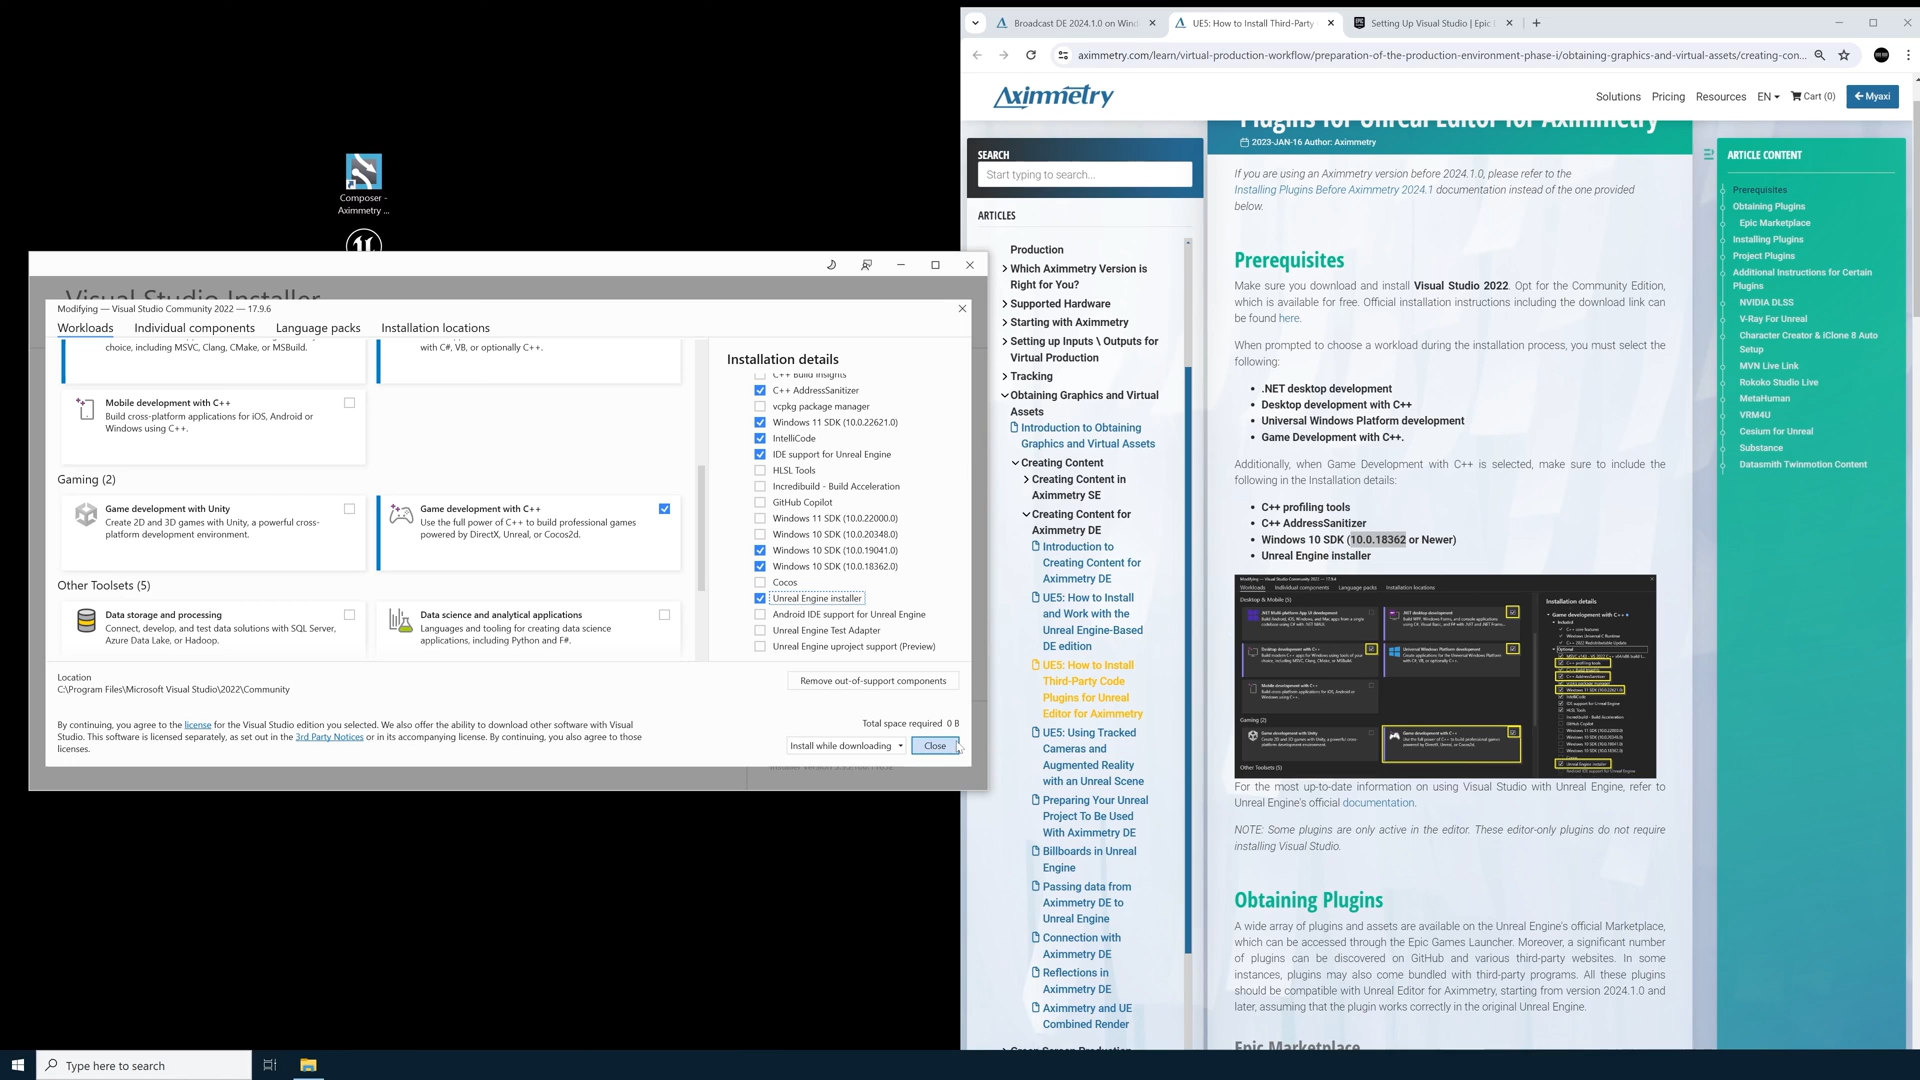 Composer -
Aximmetry ...
Visual Studio Installer
Modifying — Visual Studio Community 2022 — 17.9.6
Workloads
Individual components
Language packs
Installation locations
choice, including MSVC, Clang, CMake, or MSBuild.
with C#, VB, or optionally C++.
Mobile development with C++
Build cross-platform applications for iOS, Android or
Windows using C++.
Gaming (2)
Game development with Unity
Create 2D and 3D games with Unity, a powerful cross-
platform development environment.
Game development with C++
Use the full power of C++ to build professional games
powered by DirectX, Unreal, or Cocos2d.
Other Toolsets (5)
Data storage and processing
Connect, develop, and test data solutions with SQL Server,
Azure Data Lake, or Hadoop.
Data science and analytical applications
Languages and tooling for creating data science
applications, including Python and F#.
Installation details
C++ Build Insights
C++ AddressSanitizer
vcpkg package manager
Windows 11 SDK (10.0.22621.0)
IntelliCode
IDE support for Unreal Engine
HLSL Tools
Incredibuild - Build Acceleration
GitHub Copilot
Windows 11 SDK (10.0.22000.0)
Windows 10 SDK (10.0.20348.0)
Windows 10 SDK (10.0.19041.0)
Windows 10 SDK (10.0.18362.0)
Cocos
Unreal Engine installer
Android IDE support for Unreal Engine
Unreal Engine Test Adapter
Unreal Engine uproject support (Preview)
Location
C:\Program Files\Microsoft Visual Studio\2022\Community
Remove out-of-support components
By continuing, you agree to the license for the Visual Studio edition you selected. We also offer the ability to download other software with Visual
Studio. This software is licensed separately, as set out in the 3rd Party Notices or in its accompanying license. By continuing, you also agree to those
licenses.
Total space required 0 B
Install while downloading
Close
Type here to search
Broadcast DE 2024.1.0 on Wind
UE5: How to Install Third-Party
Setting Up Visual Studio | Epic
aximmetry.com/learn/virtual-production-workflow/preparation-of-the-production-environment-phase-i/obtaining-graphics-and-virtual-assets/creating-con...
Aximmetry
Solutions
Pricing
Resources
EN
Cart (0)
Myaxi
SEARCH
Start typing to search...
ARTICLES
Production
Which Aximmetry Version is
Right for You?
Supported Hardware
Starting with Aximmetry
Setting up Inputs \ Outputs for
Virtual Production
Tracking
Obtaining Graphics and Virtual
Assets
Introduction to Obtaining
Graphics and Virtual Assets
Creating Content
Creating Content in
Aximmetry SE
Creating Content for
Aximmetry DE
Introduction to
Creating Content for
Aximmetry DE
UE5: How to Install
and Work with the
Unreal Engine-Based
DE edition
UE5: How to Install
Third-Party Code
Plugins for Unreal
Editor for Aximmetry
UE5: Using Tracked
Cameras and
Augmented Reality
with an Unreal Scene
Preparing Your Unreal
Project To Be Used
With Aximmetry DE
Billboards in Unreal
Engine
Passing data from
Aximmetry DE to
Unreal Engine
Connection with
Aximmetry DE
Reflections in
Aximmetry DE
Aximmetry and UE
Combined Render
Green Screen Production
Plugins for Unreal Editor for Aximmetry
2023-JAN-16 Author: Aximmetry
If you are using an Aximmetry version before 2024.1.0, please refer to the
Installing Plugins Before Aximmetry 2024.1 documentation instead of the one provided
below.
Prerequisites
Make sure you download and install Visual Studio 2022. Opt for the Community Edition,
which is available for free. Official installation instructions including the download link can
be found here.
When prompted to choose a workload during the installation process, you must select the
following:
.NET desktop development
Desktop development with C++
Universal Windows Platform development
Game Development with C++.
Additionally, when Game Development with C++ is selected, make sure to include the
following in the Installation details:
C++ profiling tools
C++ AddressSanitizer
Windows 10 SDK (10.0.18362 or Newer)
Unreal Engine installer
For the most up-to-date information on using Visual Studio with Unreal Engine, refer to
Unreal Engine's official documentation.
NOTE: Some plugins are only active in the editor. These editor-only plugins do not require
installing Visual Studio.
Obtaining Plugins
A wide array of plugins and assets are available on the Unreal Engine's official Marketplace,
which can be accessed through the Epic Games Launcher. Moreover, a significant number
of plugins can be discovered on GitHub and various third-party websites. In some
instances, plugins may also come bundled with third-party programs. All these plugins
should be compatible with Unreal Editor for Aximmetry, starting from version 2024.1.0 and
later, assuming that the plugin works correctly in the original Unreal Engine.
Epic Marketplace
ARTICLE CONTENT
Prerequisites
Obtaining Plugins
Epic Marketplace
Installing Plugins
Project Plugins
Additional Instructions for Certain
Plugins
NVIDIA DLSS
V-Ray For Unreal
Character Creator & iClone 8 Auto
Setup
MVN Live Link
Rokoko Studio Live
MetaHuman
VRM4U
Cesium for Unreal
Substance
Datasmith Twinmotion Content